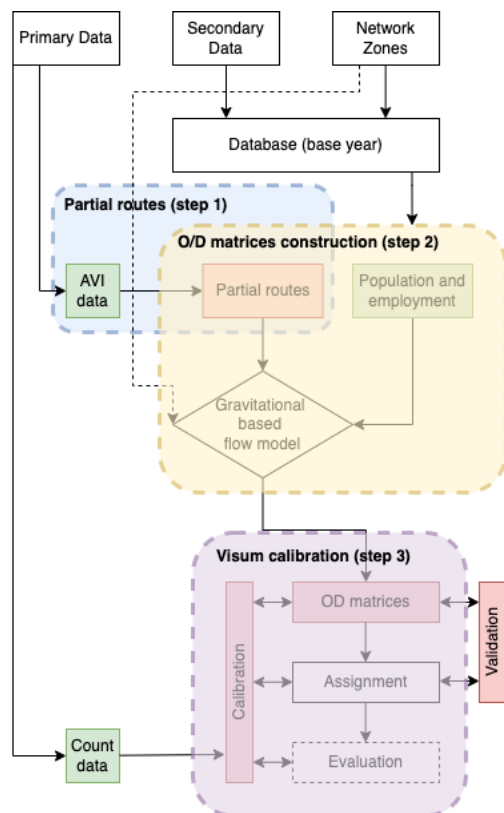 Primary Data
Secondary
Data
Network
Zones
Database (base year)
Partial routes (step 1)
O/D matrices construction (step 2)
AVI
data
Partial routes
Population and
employment
Gravitational
based
flow model
Visum calibration (step 3)
OD matrices
Calibration
Validation
Assignment
Count
data
Evaluation